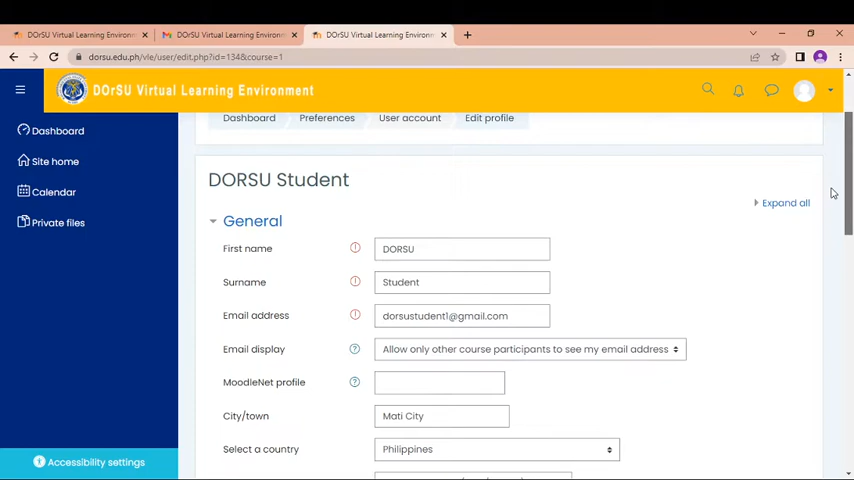 DOrSU Virtual Learning Environm
DOrSU Virtual Learning Environm
DOrSU Virtual Learning Environm
dorsu.edu.ph/vle/user/edit.php?id=134&course=1
DOrSU Virtual Learning Environment
Dashboard
Site home
Calendar
Private files
Accessibility settings
Dashboard
Preferences
User account
Edit profile
DORSU Student
Expand all
General
First name
DORSU
Surname
Student
Email address
dorsustudent1@gmail.com
Email display
Allow only other course participants to see my email address
MoodleNet profile
City/town
Mati City
Select a country
Philippines